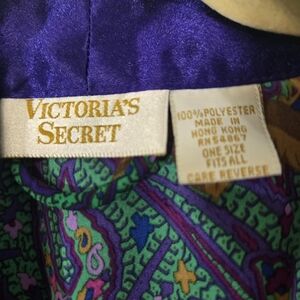 VICTORIA'S
SECRET
100% POLYESTER
MADE IN
HONG KONG
RN 54867
ONE SIZE
FITS ALL
CARE REVERSE